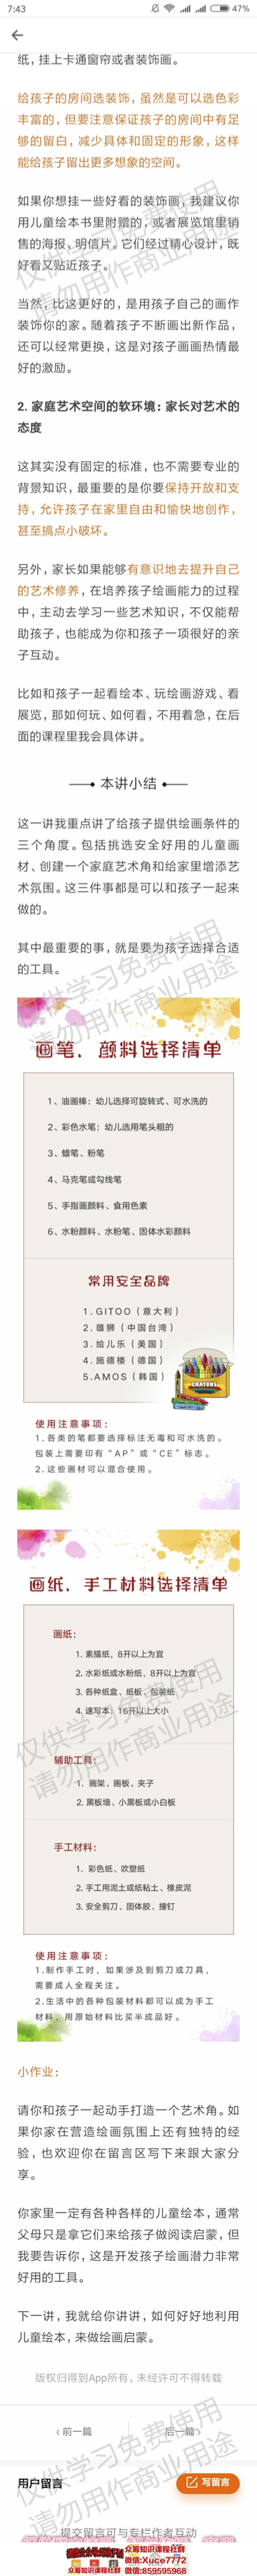 7:43
47%
纸，挂上卡通窗帘或者装饰画。
给孩子的房间选装饰，虽然是可以选色彩
丰富的，但要注意保证孩子的房间中有足
够的留白，减少具体和固定的形象，这样
能给孩子留出更多想象的空间。
如果你想挂一些好看的装饰画，我建议你
用儿童绘本书里附赠的，或者展览馆里销
售的海报、明信片。它们经过精心设计，既
好看又贴近孩子。
当然，比这更好的，是用孩子自己的画作
装饰你的家。随着孩子不断画出新作品，
还可以经常更换，这是对孩子画画热情最
好的激励。
2. 家庭艺术空间的软环境：家长对艺术的
态度
这其实没有固定的标准，也不需要专业的
背景知识，最重要的是你要保持开放和支
持，允许孩子在家里自由和愉快地创作，
甚至搞点小破坏。
另外，家长如果能够有意识地去提升自己
的艺术修养，在培养孩子绘画能力的过程
中，主动去学习一些艺术知识，不仅能帮
助孩子，也能成为你和孩子一项很好的亲
子互动。
比如和孩子一起看绘本、玩绘画游戏、看
展览，那如何玩、如何看，不用着急，在后
面的课程里我会具体讲。
本讲小结
这一讲我重点讲了给孩子提供绘画条件的
三个角度。包括挑选安全好用的儿童画
材、创建一个家庭艺术角和给家里增添艺
术氛围。这三件事都是可以和孩子一起来
做的。
其中最重要的事，就是要为孩子选择合适
的工具。
画笔、颜料选择清单
1、油画棒：幼儿选择可旋转式、可水洗的
2、彩色水笔：幼儿选用笔头粗的
3、蜡笔、粉笔
4、马克笔或勾线笔
5、手指画颜料、食用色素
6、水粉颜料、水粉笔、固体水彩颜料
常用安全品牌
1.GITOO（意大利）
2.雄狮（中国台湾）
3.绘儿乐（美国）
4.施德楼（德国）
5.AMOS（韩国）
CRAYONS
使用注意事项：
1.各类的笔都要选择标注无毒和可水洗的。
包装上需要印有“AP”或“CE”标志。
2.这些画材可以混合使用。
画纸、手工材料选择清单
画纸：
1. 素描纸，8开以上为宜
2. 水彩纸或水粉纸，8开以上为宜
3. 各种纸盒、纸板、包装纸
4. 速写本：16开以上大小
辅助工具：
1. 画架、画板、夹子
2. 黑板墙、小黑板或小白板
手工材料：
1. 彩色纸、吹塑纸
2. 手工用泥土或纸粘土、橡皮泥
3. 安全剪刀、固体胶、撞钉
使用注意事项：
1.制作手工时，如果涉及到剪刀或刀具，
需要成人全程关注。
2.生活中的各种包装材料都可以成为手工
材料，用原始材料比买半成品好。
小作业：
请你和孩子一起动手打造一个艺术角。如
果你家在营造绘画氛围上还有独特的经
验，也欢迎你在留言区写下来跟大家分
享。
你家里一定有各种各样的儿童绘本，通常
父母只是拿它们来给孩子做阅读启蒙，但
我要告诉你，这是开发孩子绘画潜力非常
好用的工具。
下一讲，我就给你讲讲，如何好好地利用
儿童绘本，来做绘画启蒙。
版权归得到App所有，未经许可不得转载
前一篇
后一篇
用户留言
写留言
提交留言可与专栏作者互动
众筹知识课程社群
微信:Xuce7772
微信:859595968
仅供学习免费使用
请勿用作商业用途
仅供学习免费使用
请勿用作商业用途
仅供学习免费使用
请勿用作商业用途
仅供学习免费使用
请勿用作商业用途